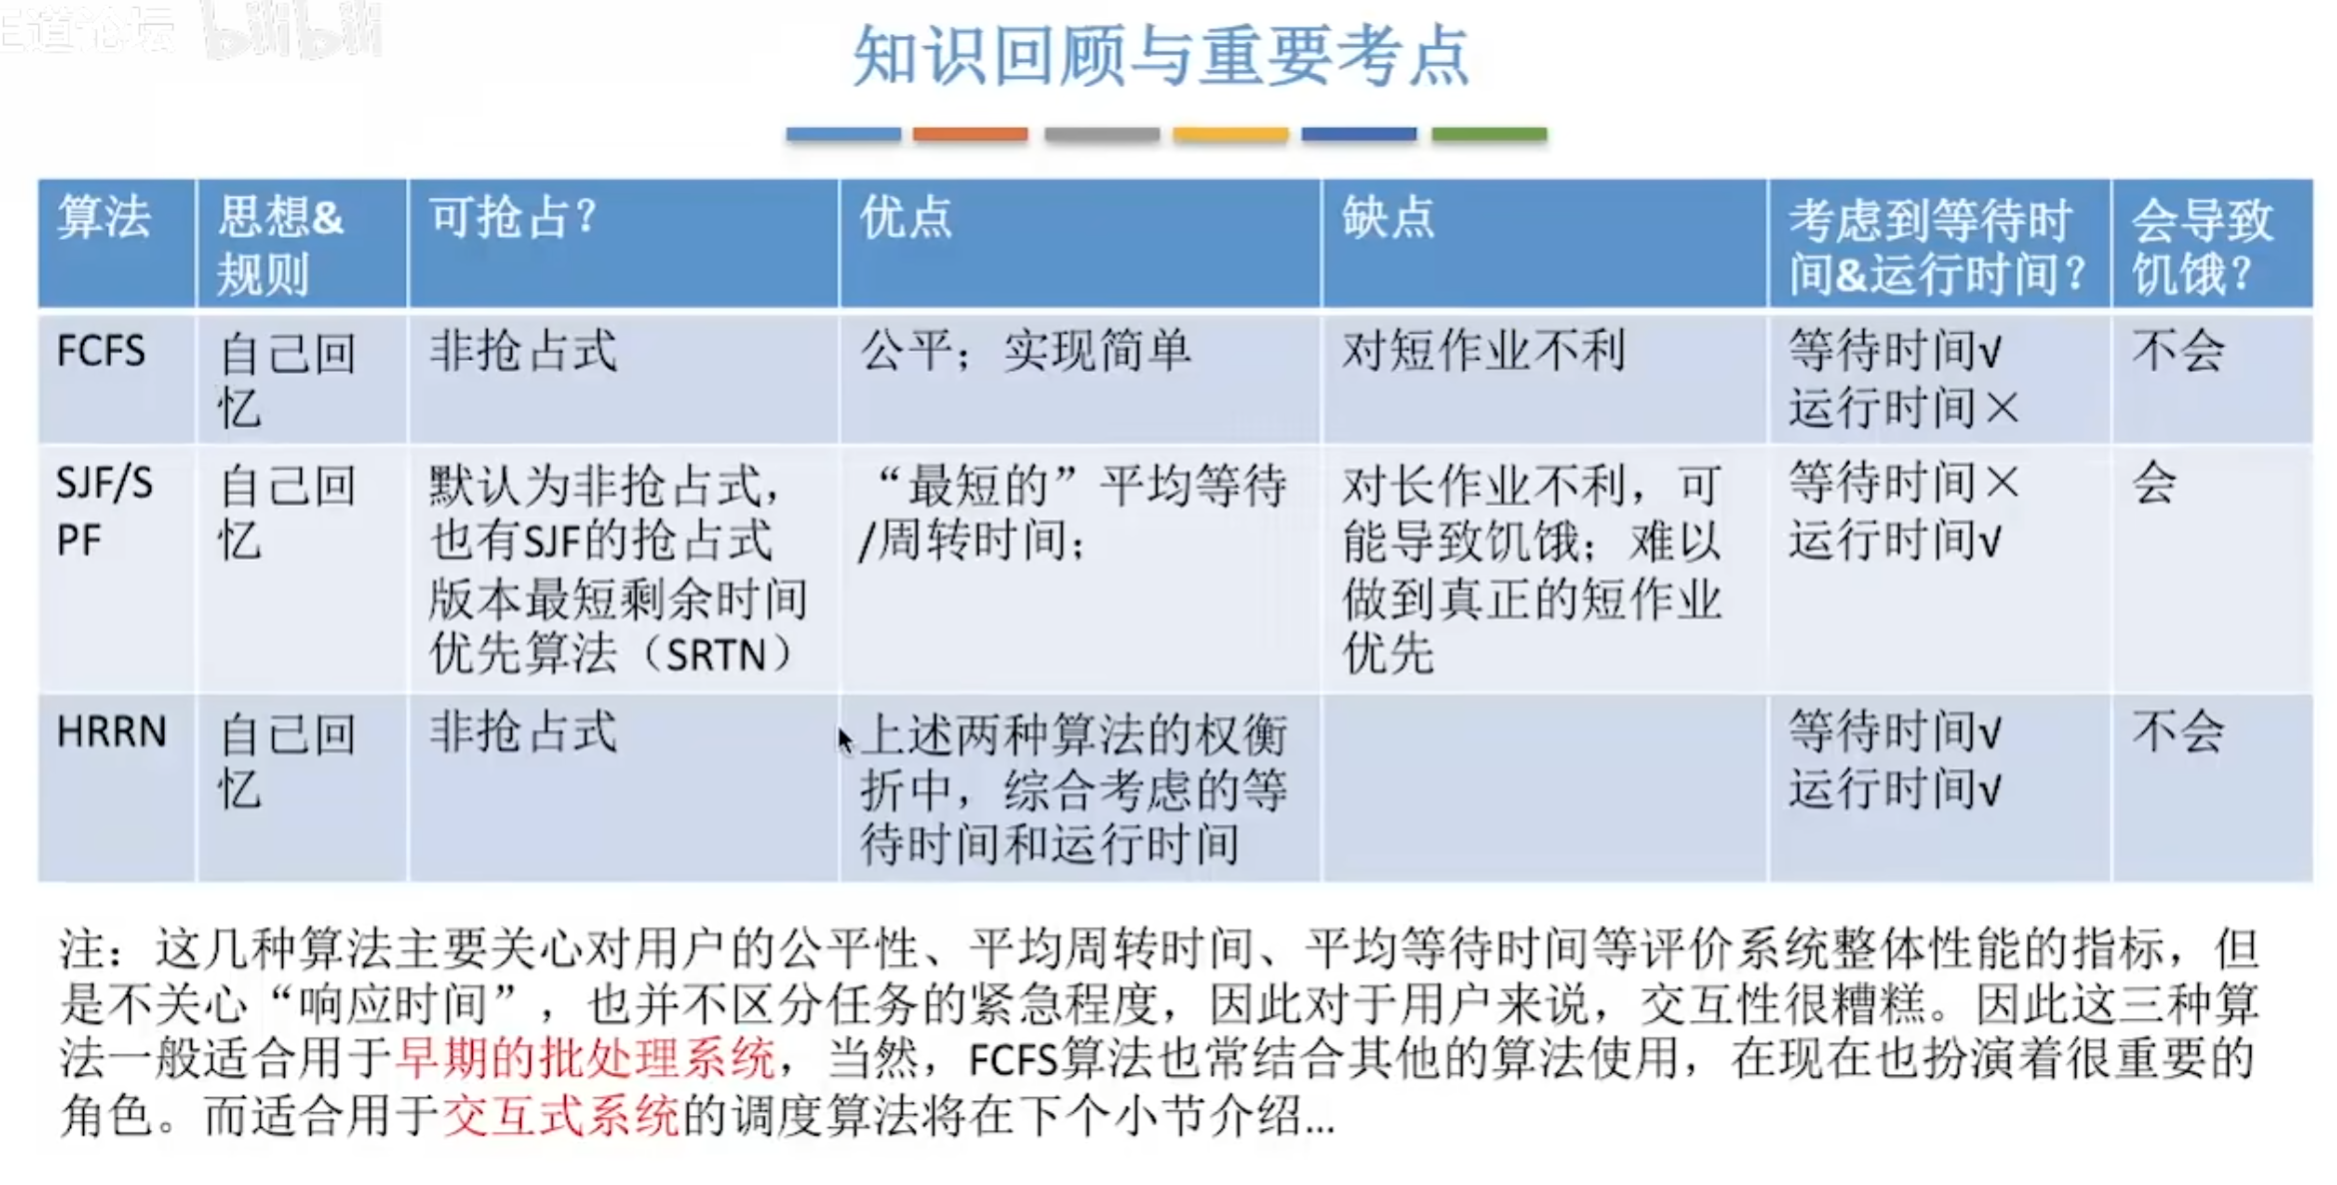 王道论坛 bilibili
知识回顾与重要考点
算法
思想&
规则
可抢占?
优点
缺点
考虑到等待时
间&运行时间?
会导致
饥饿?
FCFS
自己回
忆
非抢占式
公平；实现简单
对短作业不利
等待时间√
运行时间×
不会
SJF/S
PF
自己回
忆
默认为非抢占式，
也有SJF的抢占式
版本最短剩余时间
优先算法（SRTN）
“最短的”平均等待
/周转时间；
对长作业不利，可
能导致饥饿；难以
做到真正的短作业
优先
等待时间×
运行时间√
会
HRRN
自己回
忆
非抢占式
上述两种算法的权衡
折中，综合考虑的等
待时间和运行时间
等待时间√
运行时间√
不会
注：这几种算法主要关心对用户的公平性、平均周转时间、平均等待时间等评价系统整体性能的指标，但
是不关心“响应时间”，也并不区分任务的紧急程度，因此对于用户来说，交互性很糟糕。因此这三种算
法一般适合用于早期的批处理系统，当然，FCFS算法也常结合其他的算法使用，在现在也扮演着很重要的
角色。而适合用于交互式系统的调度算法将在下个小节介绍...